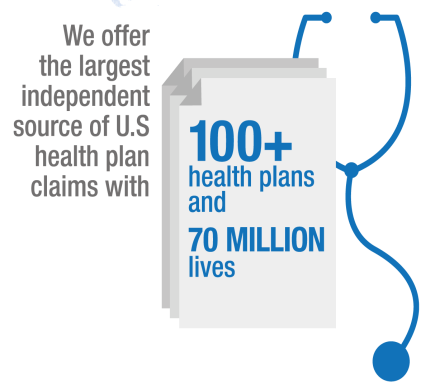 We offer
the largest
independent
source of U.S
health plan
claims with
100+
health plans
and
70 MILLION
lives